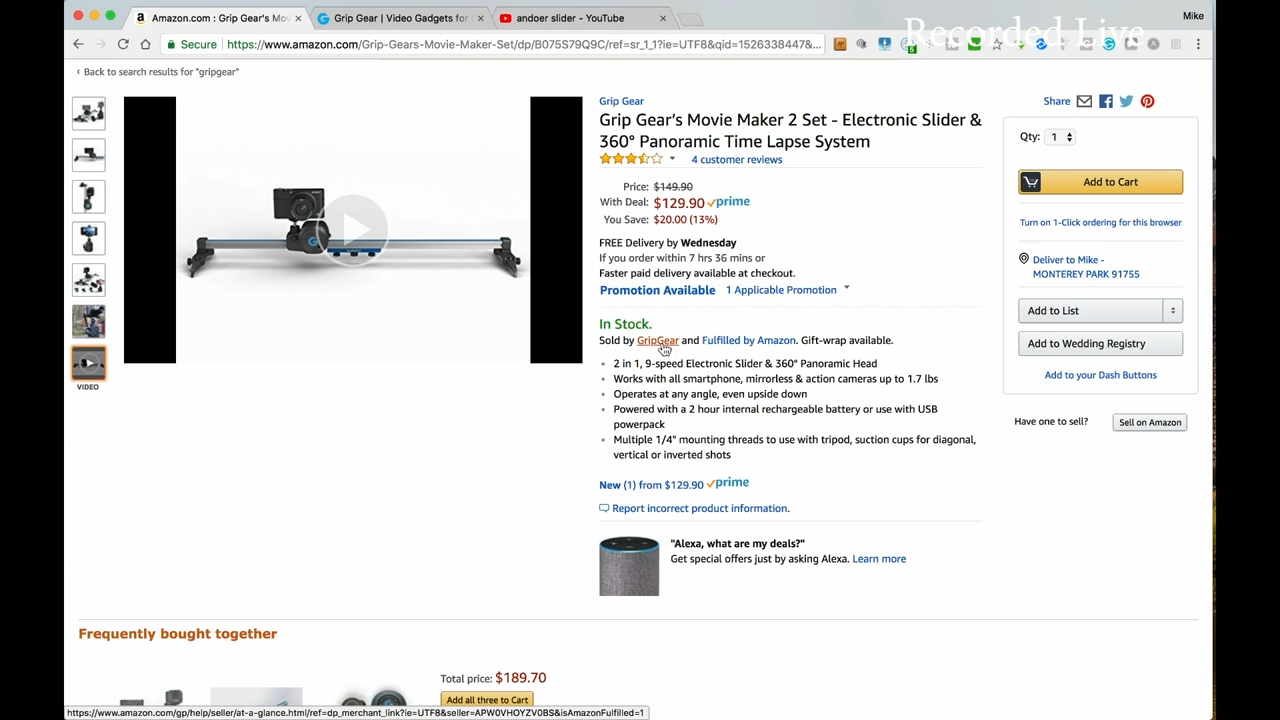 Amazon.com : Grip Gear's Mov
Grip Gear | Video Gadgets for
andoer slider - YouTube
Mike
Recorded Live
Secure
https://www.amazon.com/Grip-Gears-Movie-Maker-Set/dp/B075S79Q9C/ref=sr_1_1?ie=UTF8&qid=1526338447&...
‹ Back to search results for "gripgear"
Grip Gear
Share
Grip Gear's Movie Maker 2 Set - Electronic Slider &
360° Panoramic Time Lapse System
Qty: 1
4 customer reviews
Price: $149.90
With Deal: $129.90 prime
You Save: $20.00 (13%)
Add to Cart
Turn on 1-Click ordering for this browser
FREE Delivery by Wednesday
If you order within 7 hrs 36 mins or
Faster paid delivery available at checkout.
Deliver to Mike -
MONTEREY PARK 91755
Promotion Available 1 Applicable Promotion
Add to List
In Stock.
Sold by GripGear and Fulfilled by Amazon. Gift-wrap available.
Add to Wedding Registry
• 2 in 1, 9-speed Electronic Slider & 360° Panoramic Head
• Works with all smartphone, mirrorless & action cameras up to 1.7 lbs
• Operates at any angle, even upside down
• Powered with a 2 hour internal rechargeable battery or use with USB
powerpack
• Multiple 1/4" mounting threads to use with tripod, suction cups for diagonal,
vertical or inverted shots
Add to your Dash Buttons
VIDEO
Have one to sell?
Sell on Amazon
New (1) from $129.90 prime
Report incorrect product information.
"Alexa, what are my deals?"
Get special offers just by asking Alexa. Learn more
Frequently bought together
Total price: $189.70
Add all three to Cart
https://www.amazon.com/gp/help/seller/at-a-glance.html/ref=dp_merchant_link?ie=UTF8&seller=APW0VHOYZV0BS&isAmazonFulfilled=1